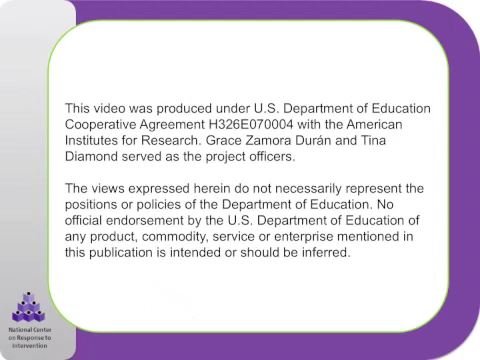 This video was produced under U.S. Department of Education
Cooperative Agreement H326E070004 with the American
Institutes for Research. Grace Zamora Durán and Tina
Diamond served as the project officers.
The views expressed herein do not necessarily represent the
positions or policies of the Department of Education. No
official endorsement by the U.S. Department of Education of
any product, commodity, service or enterprise mentioned in
this publication is intended or should be inferred.
National Center
on Response to
Intervention